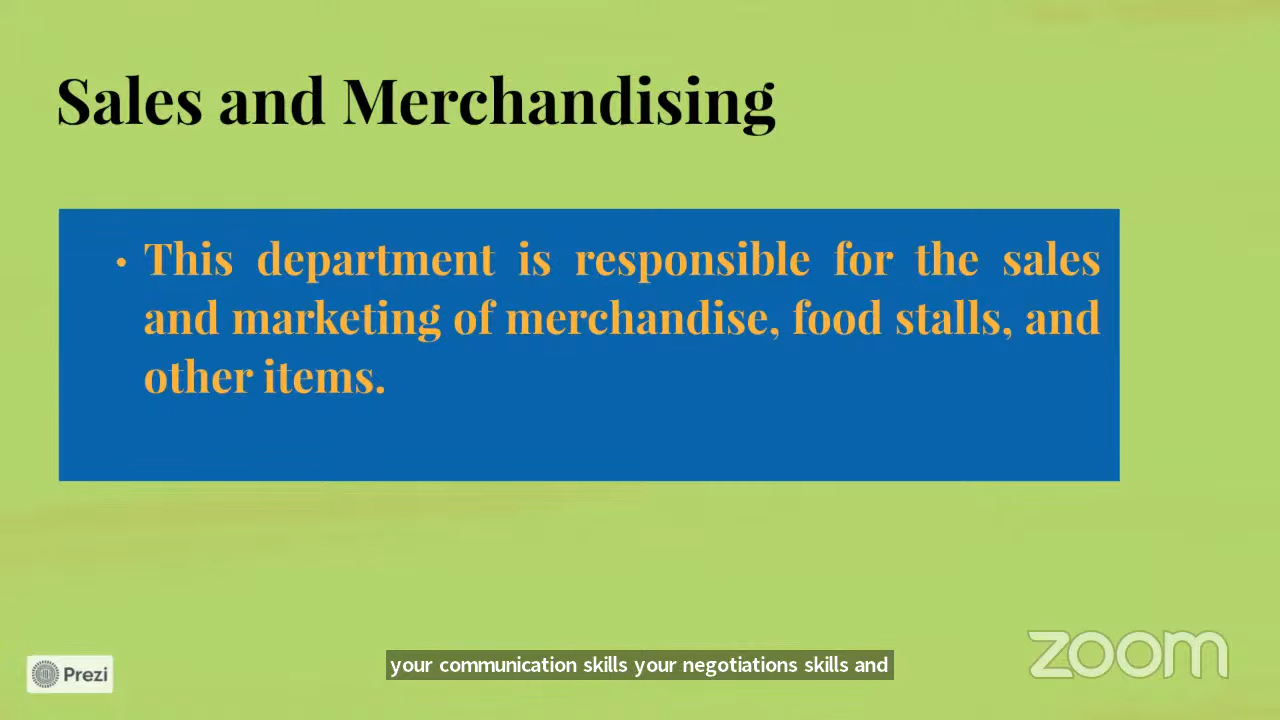 Sales and Merchandising
• This department is responsible for the sales
and marketing of merchandise, food stalls, and
other items.
your communication skills your negotiations skills and
Prezi
zoom